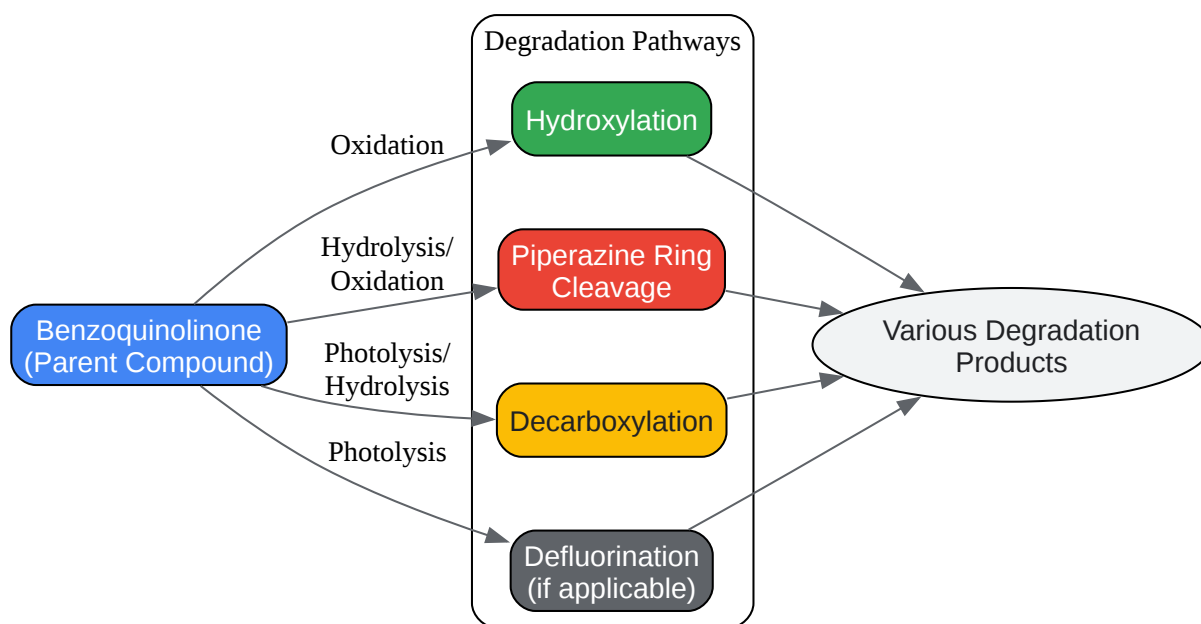 Degradation Pathways
Hydroxylation
Oxidation
Hydrolysis/
Oxidation
Piperazine Ring
Cleavage
Benzoquinolinone
(Parent Compound)
Various Degradation
Products
Photolysis/
Hydrolysis
Decarboxylation
Photolysis
Defluorination
(if applicable)